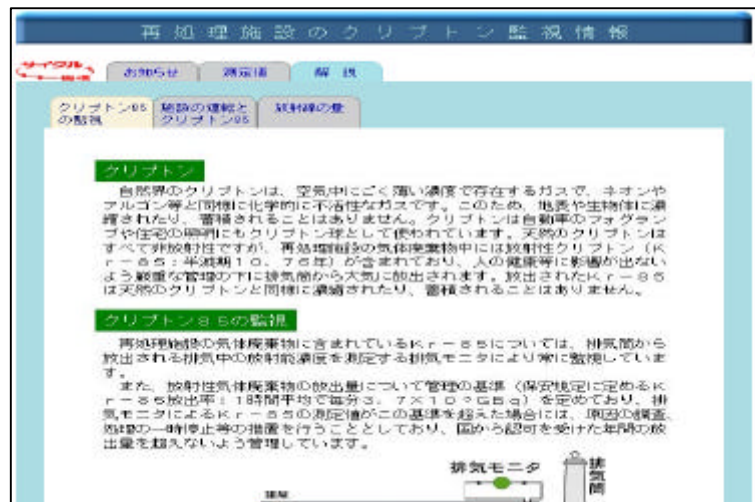 再処理施設のクリプトン監視情報
サイクル
お知らせ 測定値 解説
クリプトン85 施設の運転と 放射線の量
の監視 クリプトン85
クリプトン
自然界のクリプトンは、空気中にごく薄い濃度で存在するガスで、ネオンや
アルゴン等と同様に化学的に不活性なガスです。このため、地表や生物体に濃
縮されたり、蓄積されることはありません。クリプトンは自動車のフォグラン
プや住宅の照明にもクリプトン球として使われています。天然のクリプトンは
すべて非放射性ですが、再処理施設の気体廃棄物中には放射性クリプトン(K
r-85:半減期10.76年)が含まれており、人の健康等に影響が出ない
よう厳重な管理の下に排気筒から大気に放出されます。放出されたKr-85
は天然のクリプトンと同様に濃縮されたり、蓄積されることはありません。
クリプトン85の監視
再処理施設の気体廃棄物に含まれているKr-85については、排気筒から
放出される排気中の放射能濃度を測定する排気モニタにより常に監視していま
す。
また、放射性気体廃棄物の放出量について管理の基準(保安規定に定めるK
r-85放出率:1時間平均で毎分3.7×10 GBq)を定めており、排
気モニタによるKr-85の測定値がこの基準を超えた場合には、原因の調査、
処理の一時停止等の措置を行うこととしており、国から認可を受けた年間の放
出量を超えないよう管理しています。
排気モニタ
排気筒